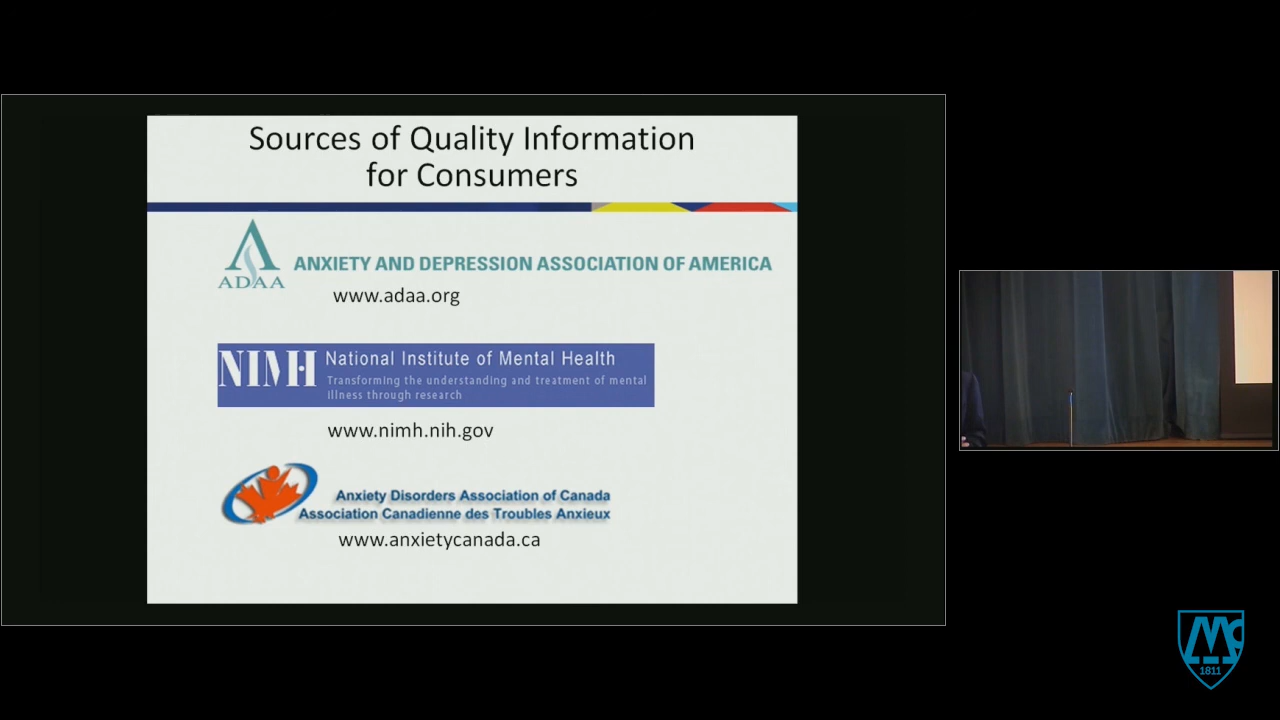 Sources of Quality Information
for Consumers
ADAA
ANXIETY AND DEPRESSION ASSOCIATION OF AMERICA
www.adaa.org
NIMH
National Institute of Mental Health
Transforming the understanding and treatment of mental
illness through research
www.nimh.nih.gov
Anxiety Disorders Association of Canada
Association Canadienne des Troubles Anxieux
www.anxietycanada.ca
Mc
1811